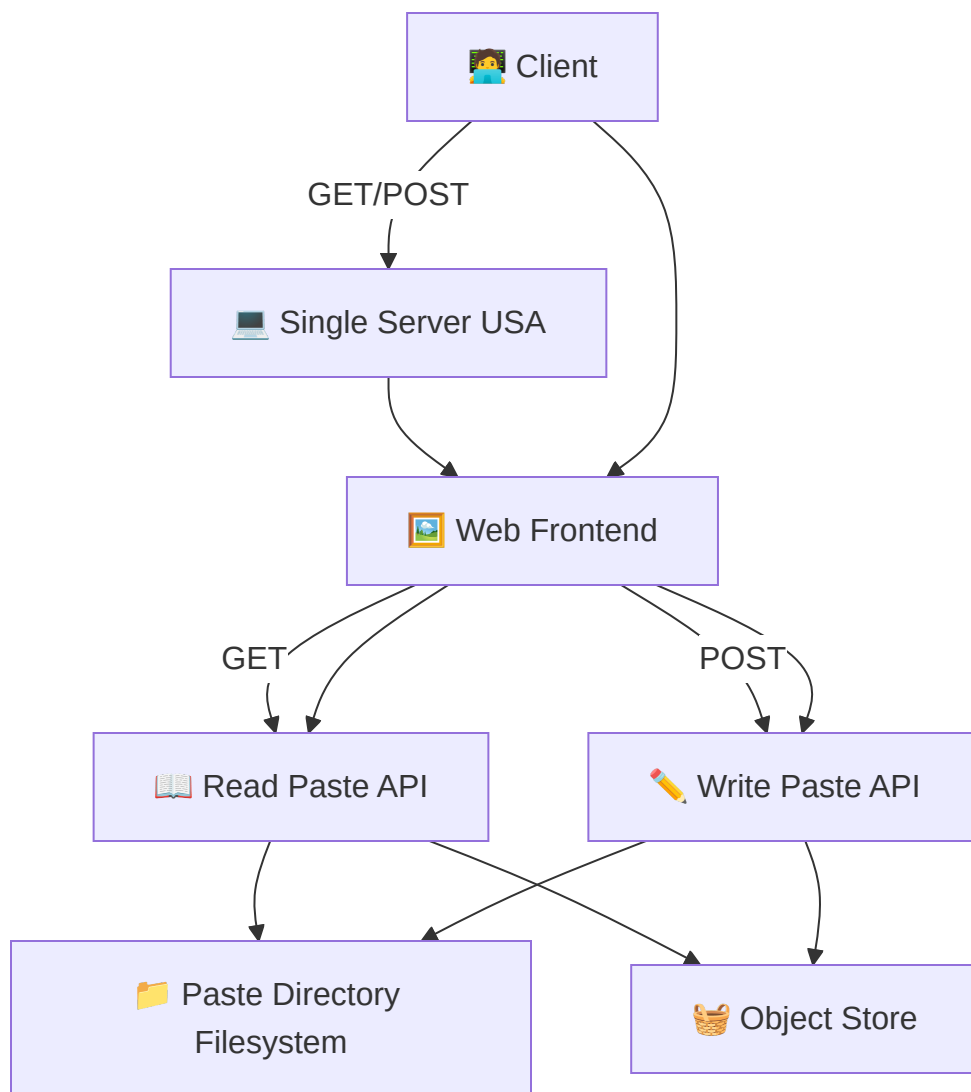 Client
GET/POST
Single Server USA
Web Frontend
GET
POST
Read Paste API
Write Paste API
Paste Directory
Filesystem
Object Store